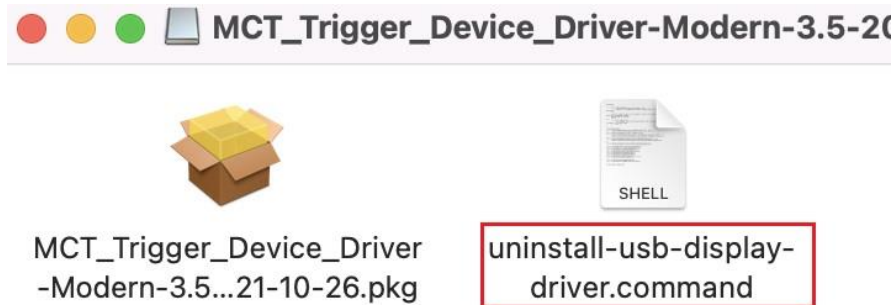 MCT_Trigger_Device_Driver-Modern-3.5-20
SHELL
MCT_Trigger_Device_Driver
-Modern-3.5...21-10-26.pkg
uninstall-usb-display-
driver.command